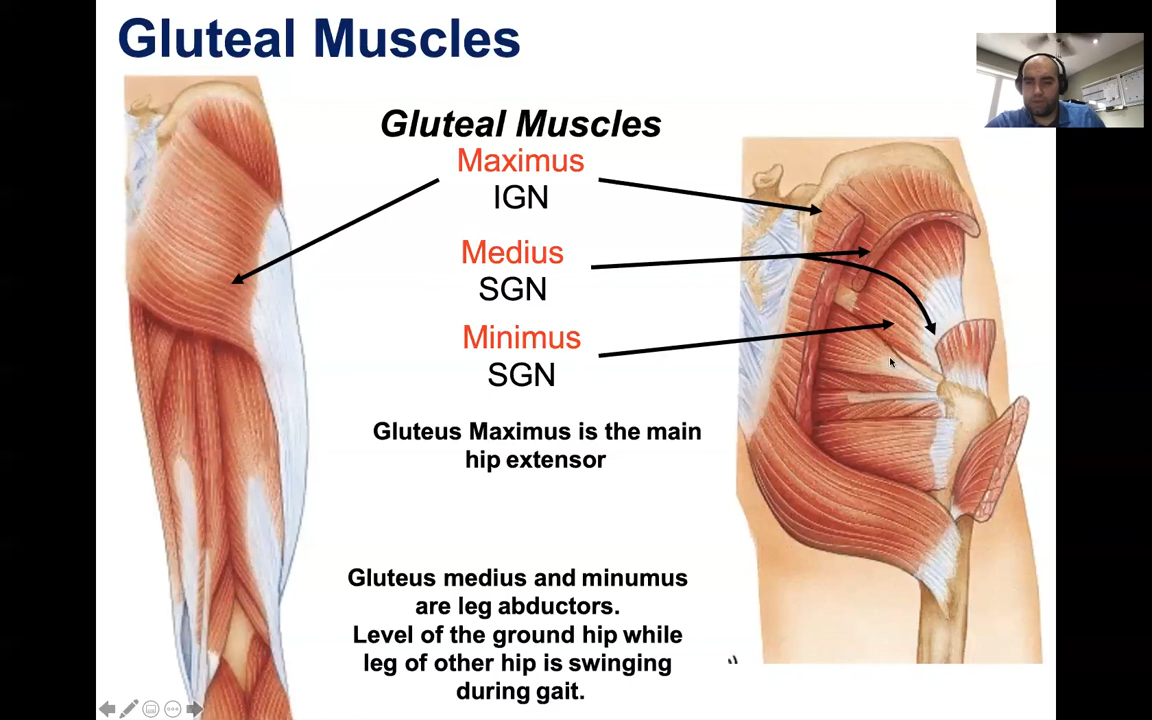 Gluteal Muscles
Gluteal Muscles
Maximus
IGN
Medius
SGN
Minimus
SGN
Gluteus Maximus is the main
hip extensor
Gluteus medius and minumus
are leg abductors.
Level of the ground hip while
leg of other hip is swinging
during gait.